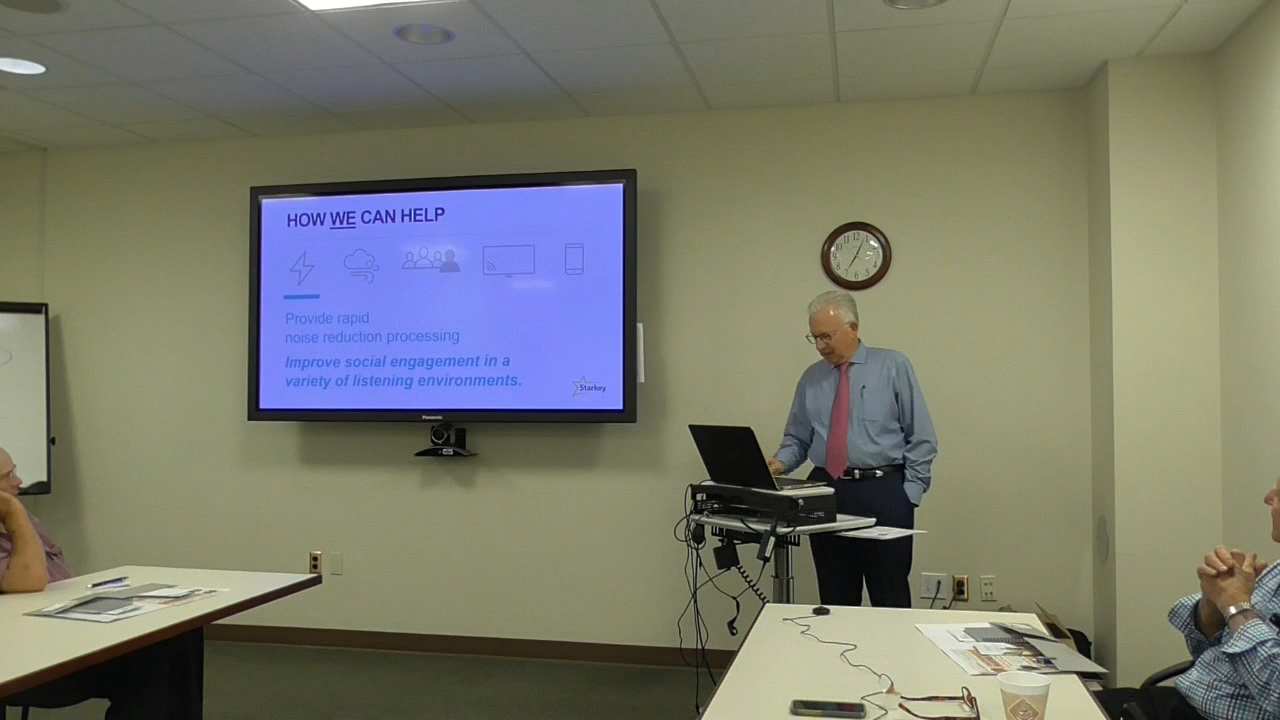 HOW WE CAN HELP
Provide rapid
noise reduction processing
Improve social engagement in a
variety of listening environments.
Starkey
Panasonic